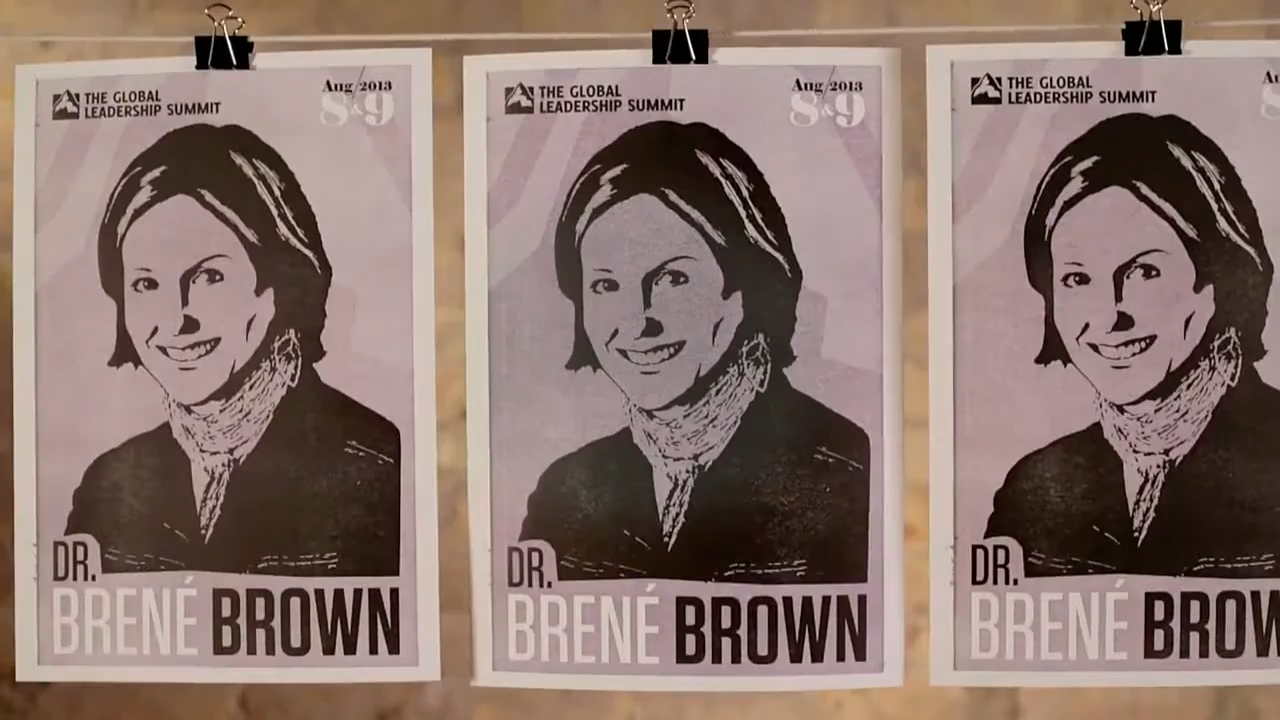 THE GLOBAL
LEADERSHIP SUMMIT
Aug/2013
8&9
DR.
BRENÉ BROWN
THE GLOBAL
LEADERSHIP SUMMIT
Aug/2013
8&9
DR.
BRENÉ BROWN
THE GLOBAL
LEADERSHIP SUMMIT
DR.
BRENÉ BROW